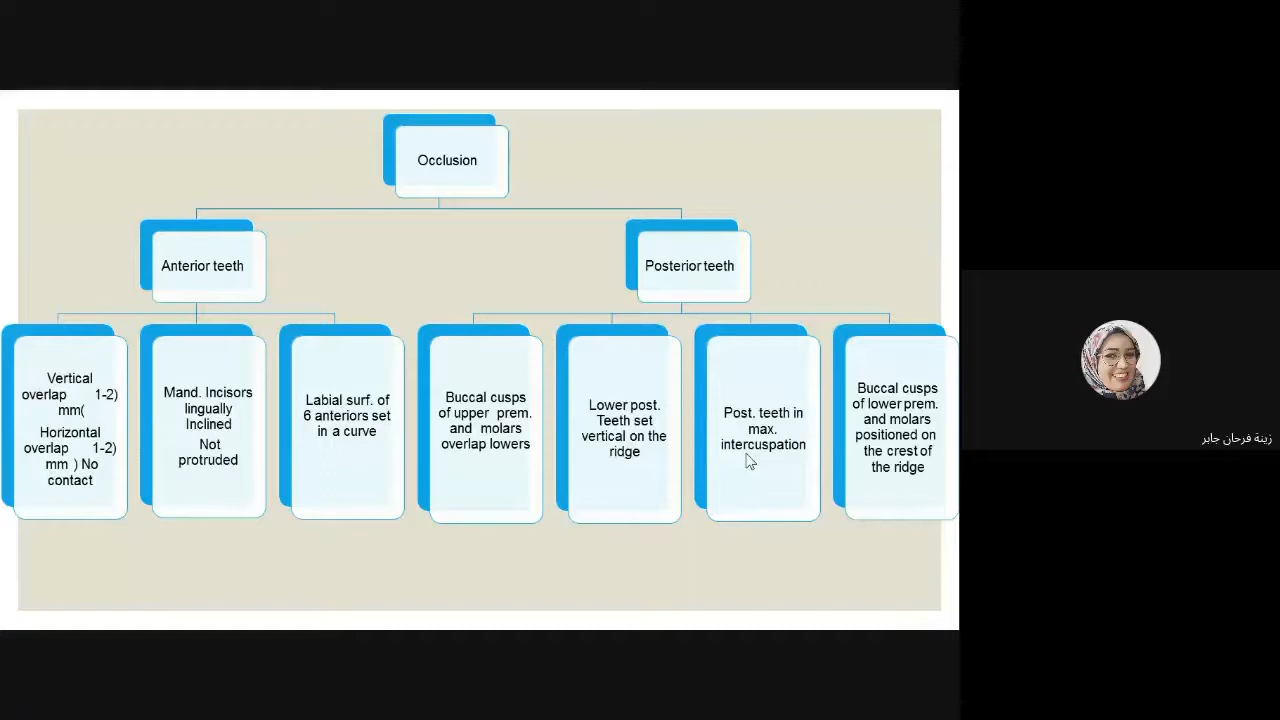 Occlusion
Anterior teeth
Posterior teeth
Vertical
overlap 1-2)
mm(
Horizontal
overlap 1-2)
mm ) No
contact
Mand. Incisors
lingually
Inclined
Not
protruded
Labial surf. of
6 anteriors set
in a curve
Buccal cusps
of upper prem.
and molars
overlap lowers
Lower post.
Teeth set
vertical on the
ridge
Post. teeth in
max.
intercuspation
Buccal cusps
of lower prem.
and molars
positioned on
the crest of
the ridge
زينة فرحان جابر